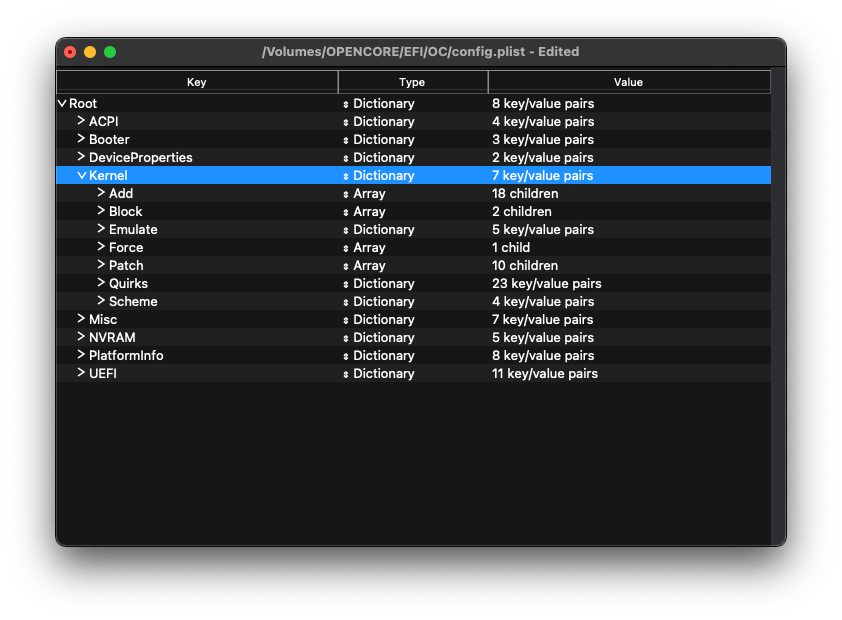 /Volumes/OPENCORE/EFI/OC/config.plist - Edited
Key Type Value
Root Dictionary 8 key/value pairs
ACPI Dictionary 4 key/value pairs
Booter Dictionary 3 key/value pairs
DeviceProperties Dictionary 2 key/value pairs
Kernel Dictionary 7 key/value pairs
Add Array 18 children
Block Array 2 children
Emulate Dictionary 5 key/value pairs
Force Array 1 child
Patch Array 10 children
Quirks Dictionary 23 key/value pairs
Scheme Dictionary 4 key/value pairs
Misc Dictionary 7 key/value pairs
NVRAM Dictionary 5 key/value pairs
PlatformInfo Dictionary 8 key/value pairs
UEFI Dictionary 11 key/value pairs